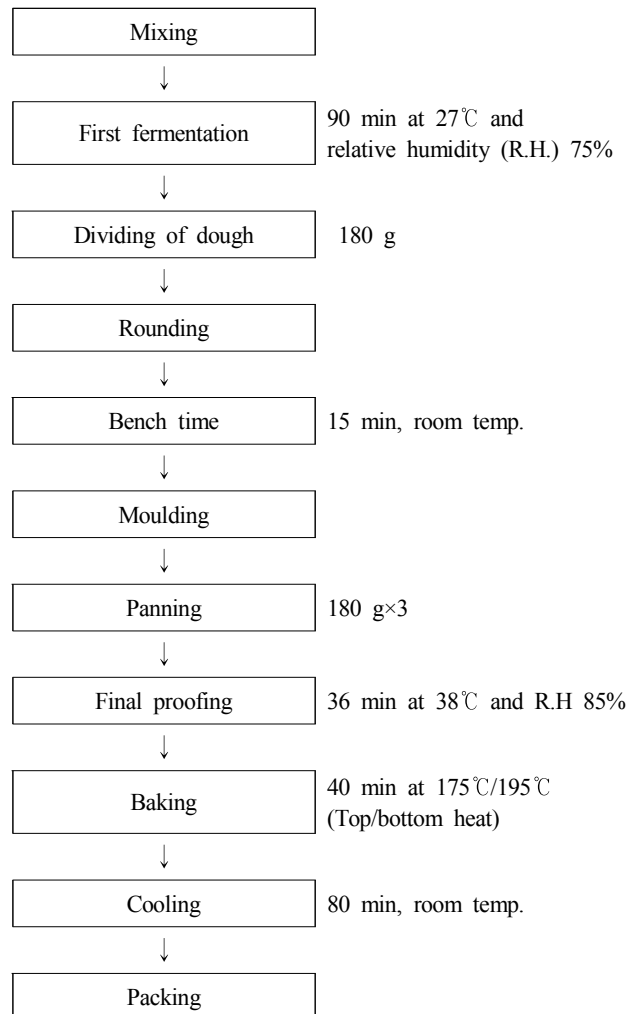 Mixing
↓
First fermentation
90 min at 27℃ and
relative humidity (R.H.) 75%
↓
Dividing of dough
180 g
↓
Rounding
↓
Bench time
15 min, room temp.
↓
Moulding
↓
Panning
180 g×3
↓
Final proofing
36 min at 38℃ and R.H 85%
↓
Baking
40 min at 175℃/195℃
(Top/bottom heat)
↓
Cooling
80 min, room temp.
↓
Packing